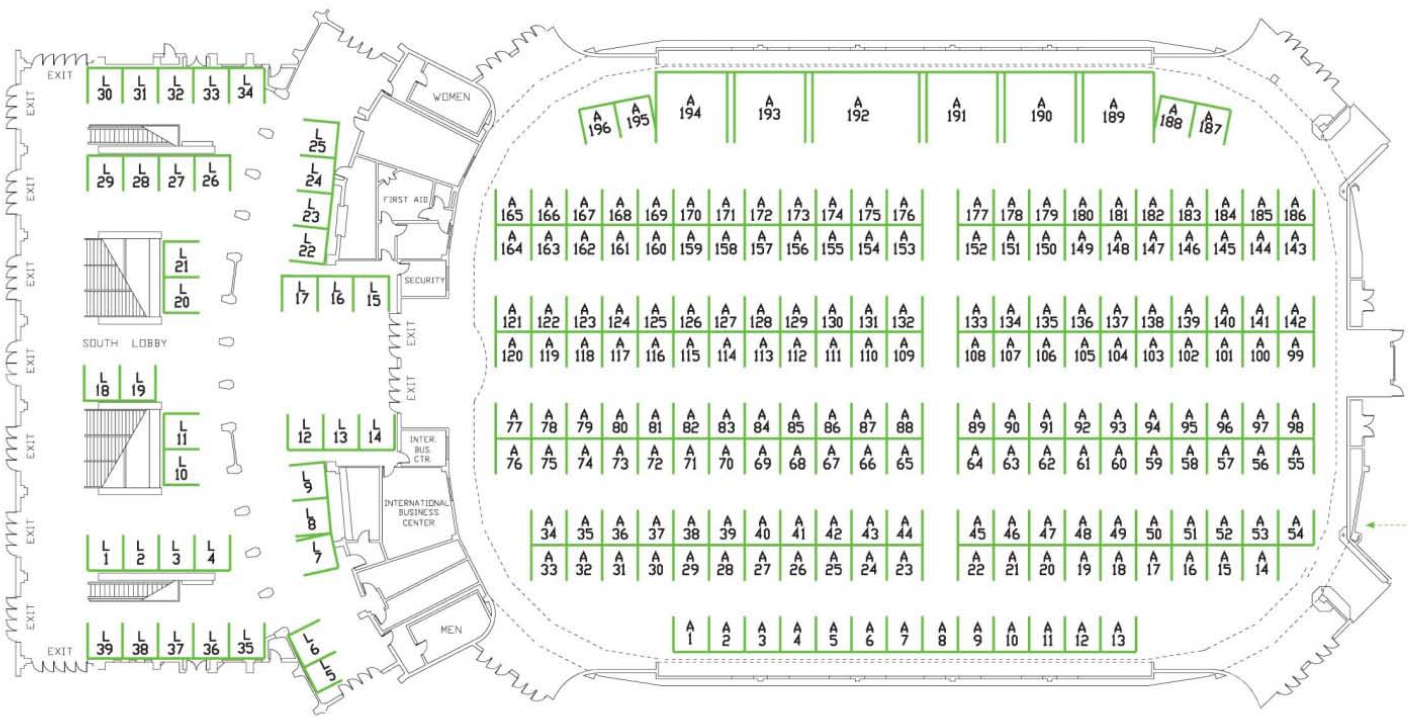 EXIT
L 30 L 31 L 32 L 33 L 34
EXIT
WOMEN
A 196 A 195 A 194 A 193 A 192 A 191 A 190 A 189 A 188 A 187
L 25
EXIT
L 29 L 28 L 27 L 26
L 24
FIRST AID
L 23
L 22
A 165 A 166 A 167 A 168 A 169 A 170 A 171 A 172 A 173 A 174 A 175 A 176 A 177 A 178 A 179 A 180 A 181 A 182 A 183 A 184 A 185 A 186
A 164 A 163 A 162 A 161 A 160 A 159 A 158 A 157 A 156 A 155 A 154 A 153 A 152 A 151 A 150 A 149 A 148 A 147 A 146 A 145 A 144 A 143
EXIT
L 21
L 20
SECURITY
L 17 L 16 L 15
A 121 A 122 A 123 A 124 A 125 A 126 A 127 A 128 A 129 A 130 A 131 A 132 A 133 A 134 A 135 A 136 A 137 A 138 A 139 A 140 A 141 A 142
A 120 A 119 A 118 A 117 A 116 A 115 A 114 A 113 A 112 A 111 A 110 A 109 A 108 A 107 A 106 A 105 A 104 A 103 A 102 A 101 A 100 A 99
EXIT
SOUTH LOBBY
EXIT
EXIT
EXIT
L 18 L 19
L 11
L 10
L 12 L 13 L 14
INTER.
BUS
CTR.
A 77 A 78 A 79 A 80 A 81 A 82 A 83 A 84 A 85 A 86 A 87 A 88 A 89 A 90 A 91 A 92 A 93 A 94 A 95 A 96 A 97 A 98
A 76 A 75 A 74 A 73 A 72 A 71 A 70 A 69 A 68 A 67 A 66 A 65 A 64 A 63 A 62 A 61 A 60 A 59 A 58 A 57 A 56 A 55
EXIT
L 9
L 8
L 7
INTERNATIONAL
BUSINESS
CENTER
A 34 A 35 A 36 A 37 A 38 A 39 A 40 A 41 A 42 A 43 A 44 A 45 A 46 A 47 A 48 A 49 A 50 A 51 A 52 A 53 A 54
A 33 A 32 A 31 A 30 A 29 A 28 A 27 A 26 A 25 A 24 A 23 A 22 A 21 A 20 A 19 A 18 A 17 A 16 A 15 A 14
EXIT
L 1 L 2 L 3 L 4
EXIT
MEN
A 1 A 2 A 3 A 4 A 5 A 6 A 7 A 8 A 9 A 10 A 11 A 12 A 13
EXIT
L 39 L 38 L 37 L 36 L 35
L 6
L 5